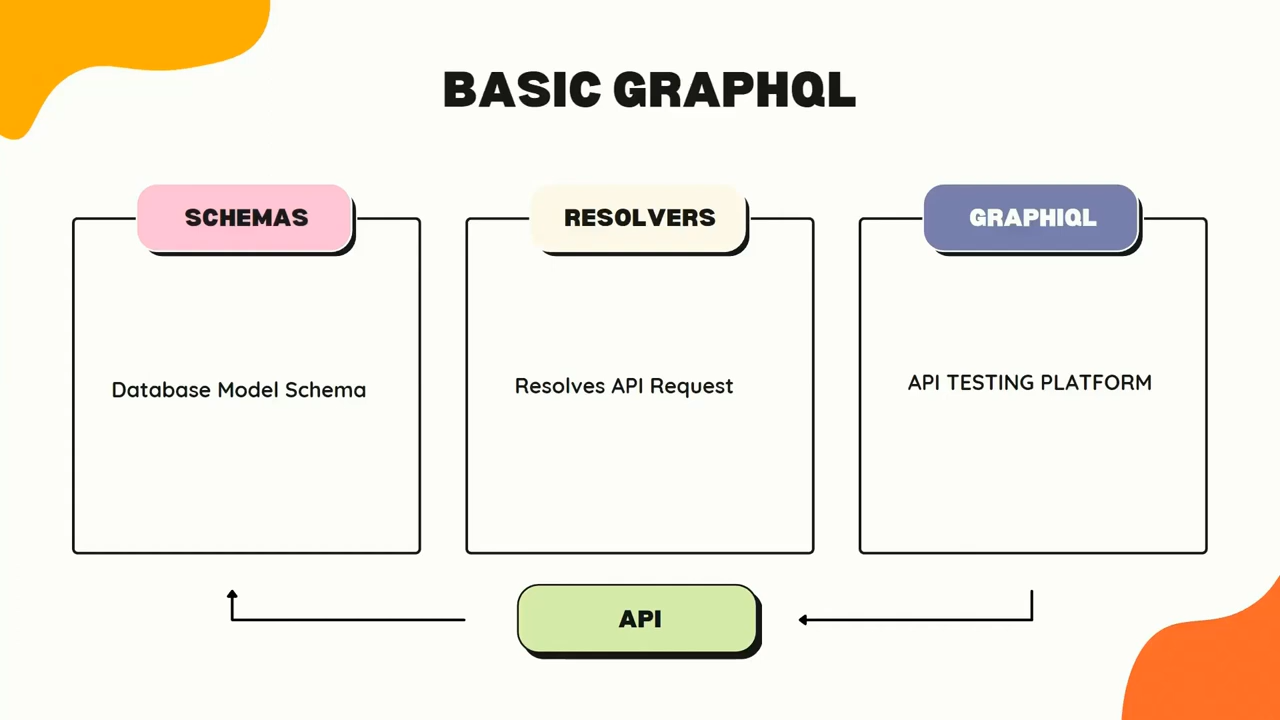 BASIC GRAPHQL
SCHEMAS
Database Model Schema
RESOLVERS
Resolves API Request
GRAPHIQL
API TESTING PLATFORM
API